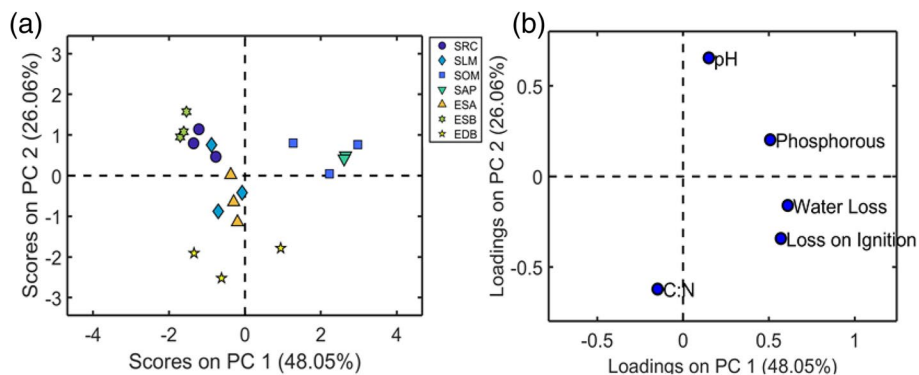 (a)
3
2
1
0
-1
-2
-3
-4
-2
0
2
4
Scores on PC 2 (26.06%)
Scores on PC 1 (48.05%)
SRC
SLM
SOM
SAP
ESA
ESB
EDB
(b)
0.5
0
-0.5
-0.5
0
0.5
1
Loadings on PC 2 (26.06%)
Loadings on PC 1 (48.05%)
pH
Phosphorous
Water Loss
Loss on Ignition
C:N